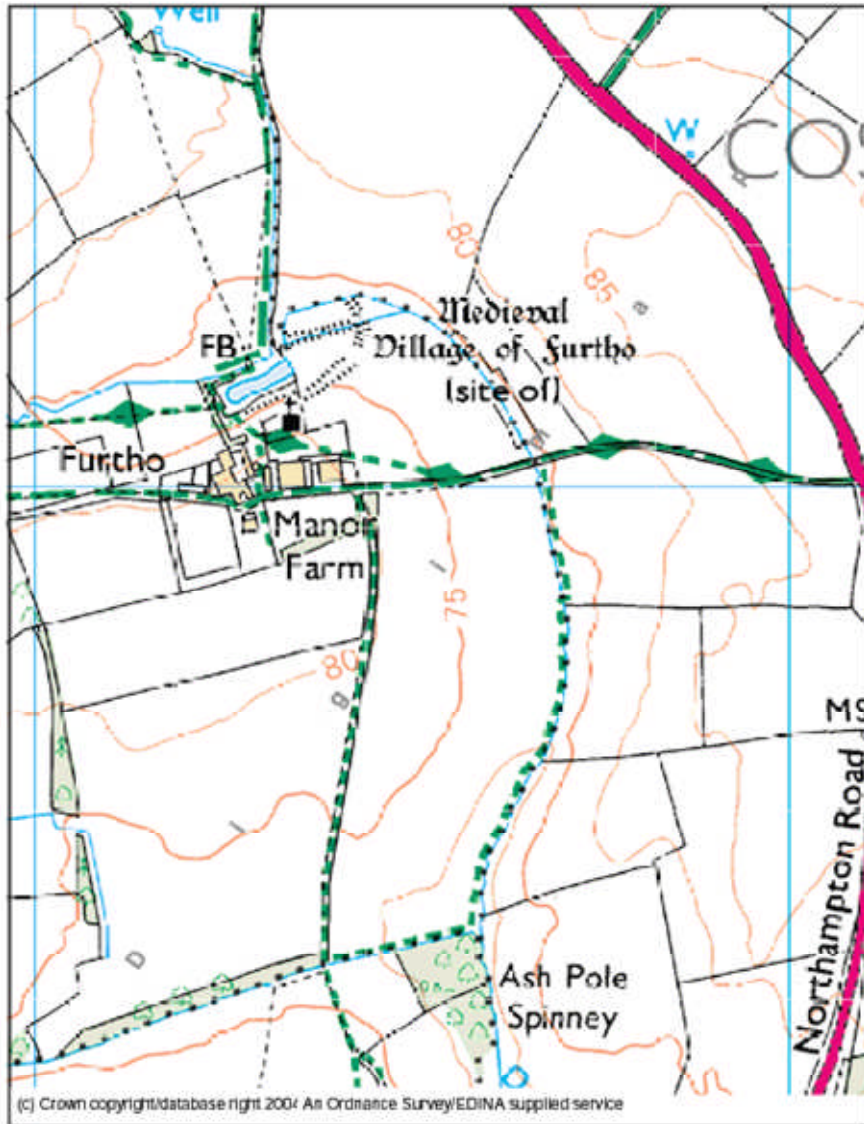 Well
W
COS
80
85
Medieval
Village of Furtho
(site of)
FB
Furtho
Manor
Farm
75
80
MS
Northampton Road
Ash Pole
Spinney
(c) Crown copyright/database right 2004 An Ordnance Survey/EDINA supplied service